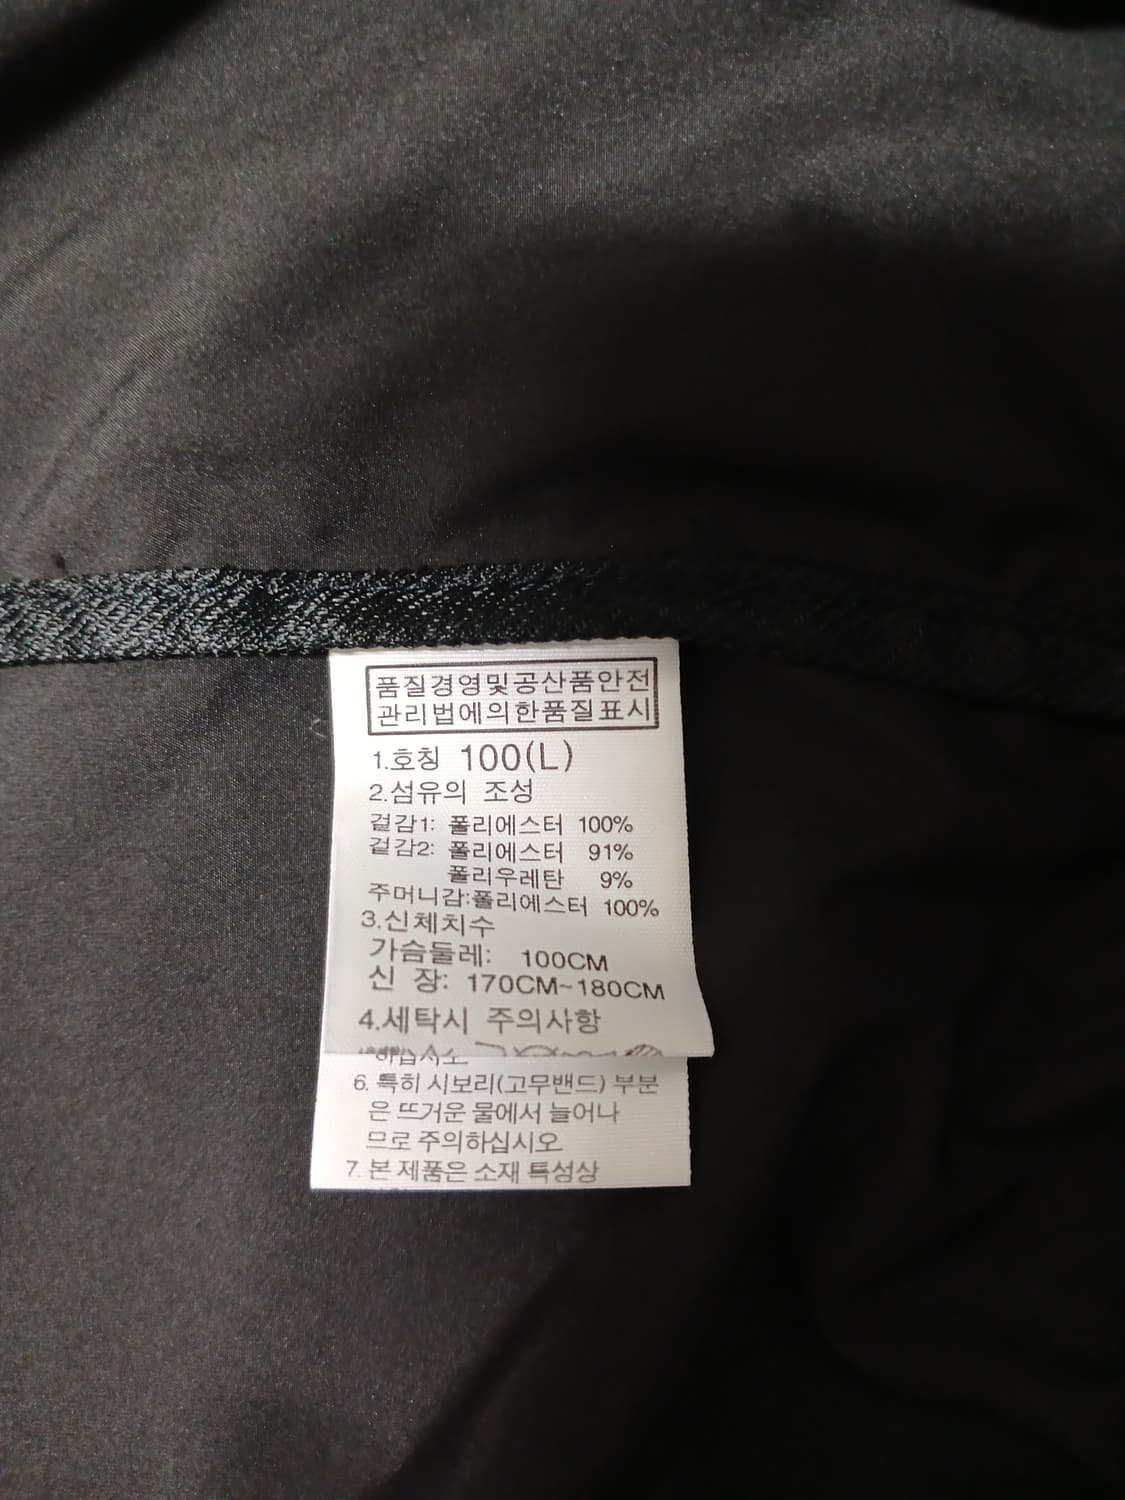 품질경영및공산품안전
관리법에의한품질표시
1.호칭 100(L)
2.섬유의 조성
겉감1: 폴리에스터 100%
겉감2: 폴리에스터 91%
폴리우레탄 9%
주머니감:폴리에스터 100%
3.신체치수
가슴둘레: 100CM
신 장: 170CM~180CM
4.세탁시 주의사항
하십시오
6. 특히 시보리(고무밴드) 부분
은 뜨거운 물에서 늘어나
므로 주의하십시오
7. 본 제품은 소재 특성상